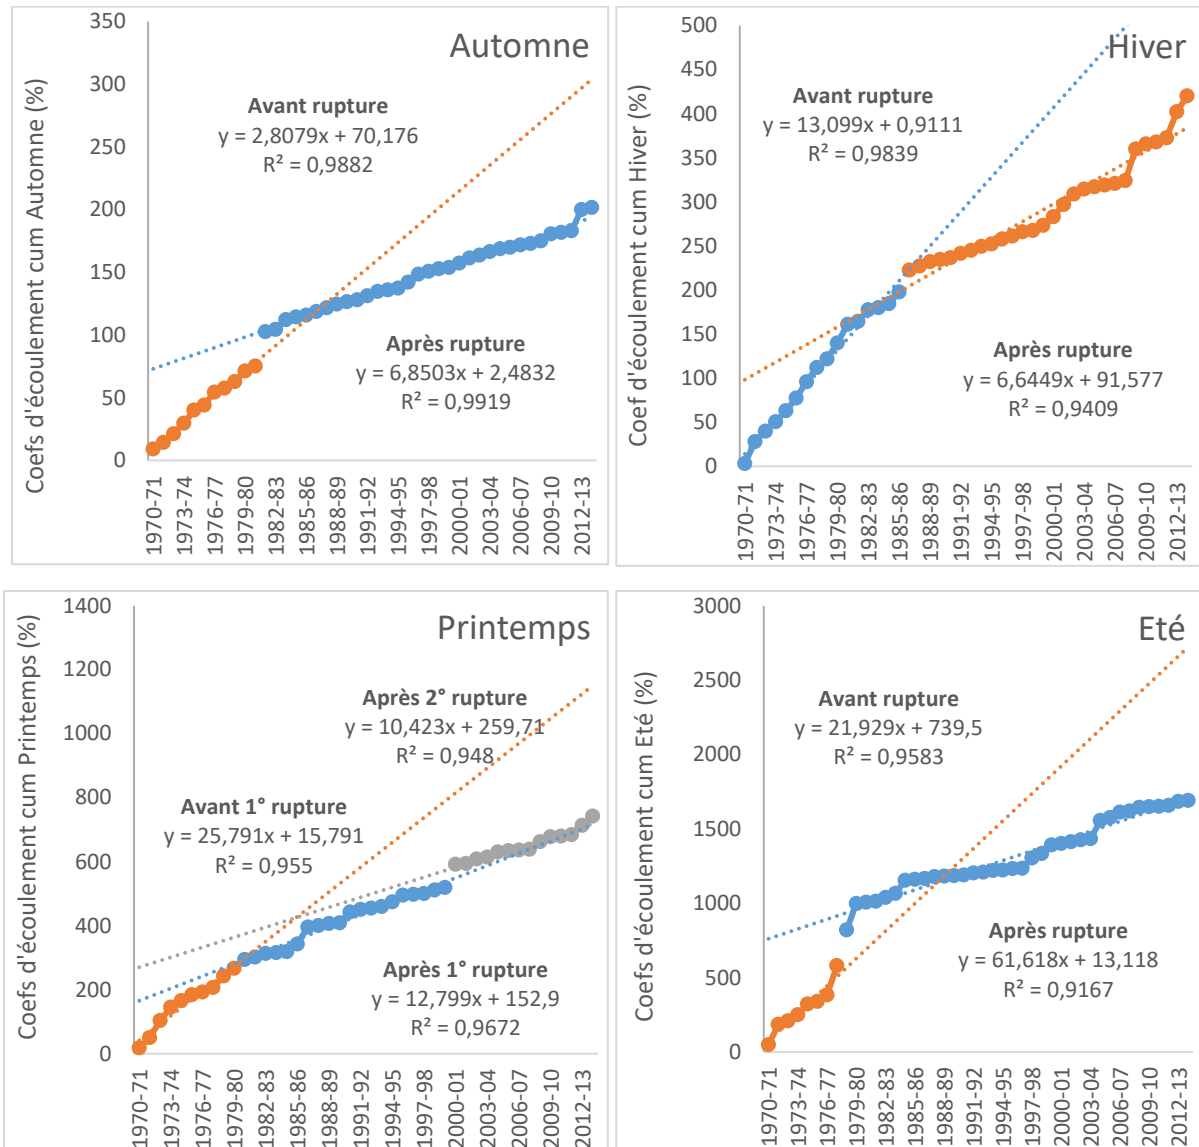 Automne
Coefs d'écoulement cum Automne (%)
350
300
250
200
150
100
50
0
Avant rupture
y = 2,8079x + 70,176
R² = 0,9882
Après rupture
y = 6,8503x + 2,4832
R² = 0,9919
1970-71
1973-74
1976-77
1979-80
1982-83
1985-86
1988-89
1991-92
1994-95
1997-98
2000-01
2003-04
2006-07
2009-10
2012-13
Hiver
Coef d'écoulement cum Hiver (%)
500
450
400
350
300
250
200
150
100
50
0
Avant rupture
y = 13,099x + 0,9111
R² = 0,9839
Après rupture
y = 6,6449x + 91,577
R² = 0,9409
1970-71
1973-74
1976-77
1979-80
1982-83
1985-86
1988-89
1991-92
1994-95
1997-98
2000-01
2003-04
2006-07
2009-10
2012-13
Printemps
Coefs d'écoulement cum Printemps (%)
1400
1200
1000
800
600
400
200
0
Après 2° rupture
y = 10,423x + 259,71
R² = 0,948
Avant 1° rupture
y = 25,791x + 15,791
R² = 0,955
Après 1° rupture
y = 12,799x + 152,9
R² = 0,9672
1970-71
1973-74
1976-77
1979-80
1982-83
1985-86
1988-89
1991-92
1994-95
1997-98
2000-01
2003-04
2006-07
2009-10
2012-13
Eté
Coefs d'écoulement cum Eté (%)
3000
2500
2000
1500
1000
500
0
Avant rupture
y = 21,929x + 739,5
R² = 0,9583
Après rupture
y = 61,618x + 13,118
R² = 0,9167
1970-71
1973-74
1976-77
1979-80
1982-83
1985-86
1988-89
1991-92
1994-95
1997-98
2000-01
2003-04
2006-07
2009-10
2012-13